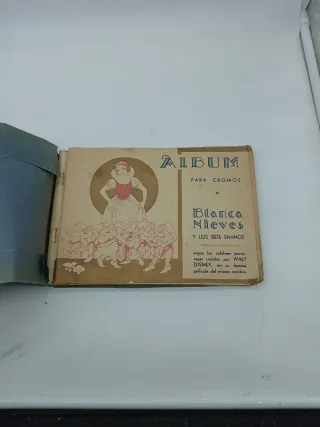 ALBUM
PARA CROMOS
Blanca
Nieves
Y LOS SIETE ENANOS
según los célebres perso-
najes creados por WALT
DISNEY, en su famosa
película del mismo nombre.